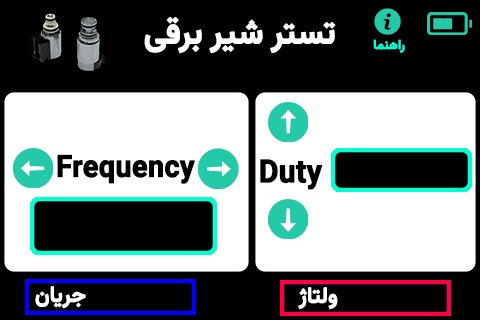 تستر شیر برقی
راهنما
Frequency
Duty
جریان
ولتاژ